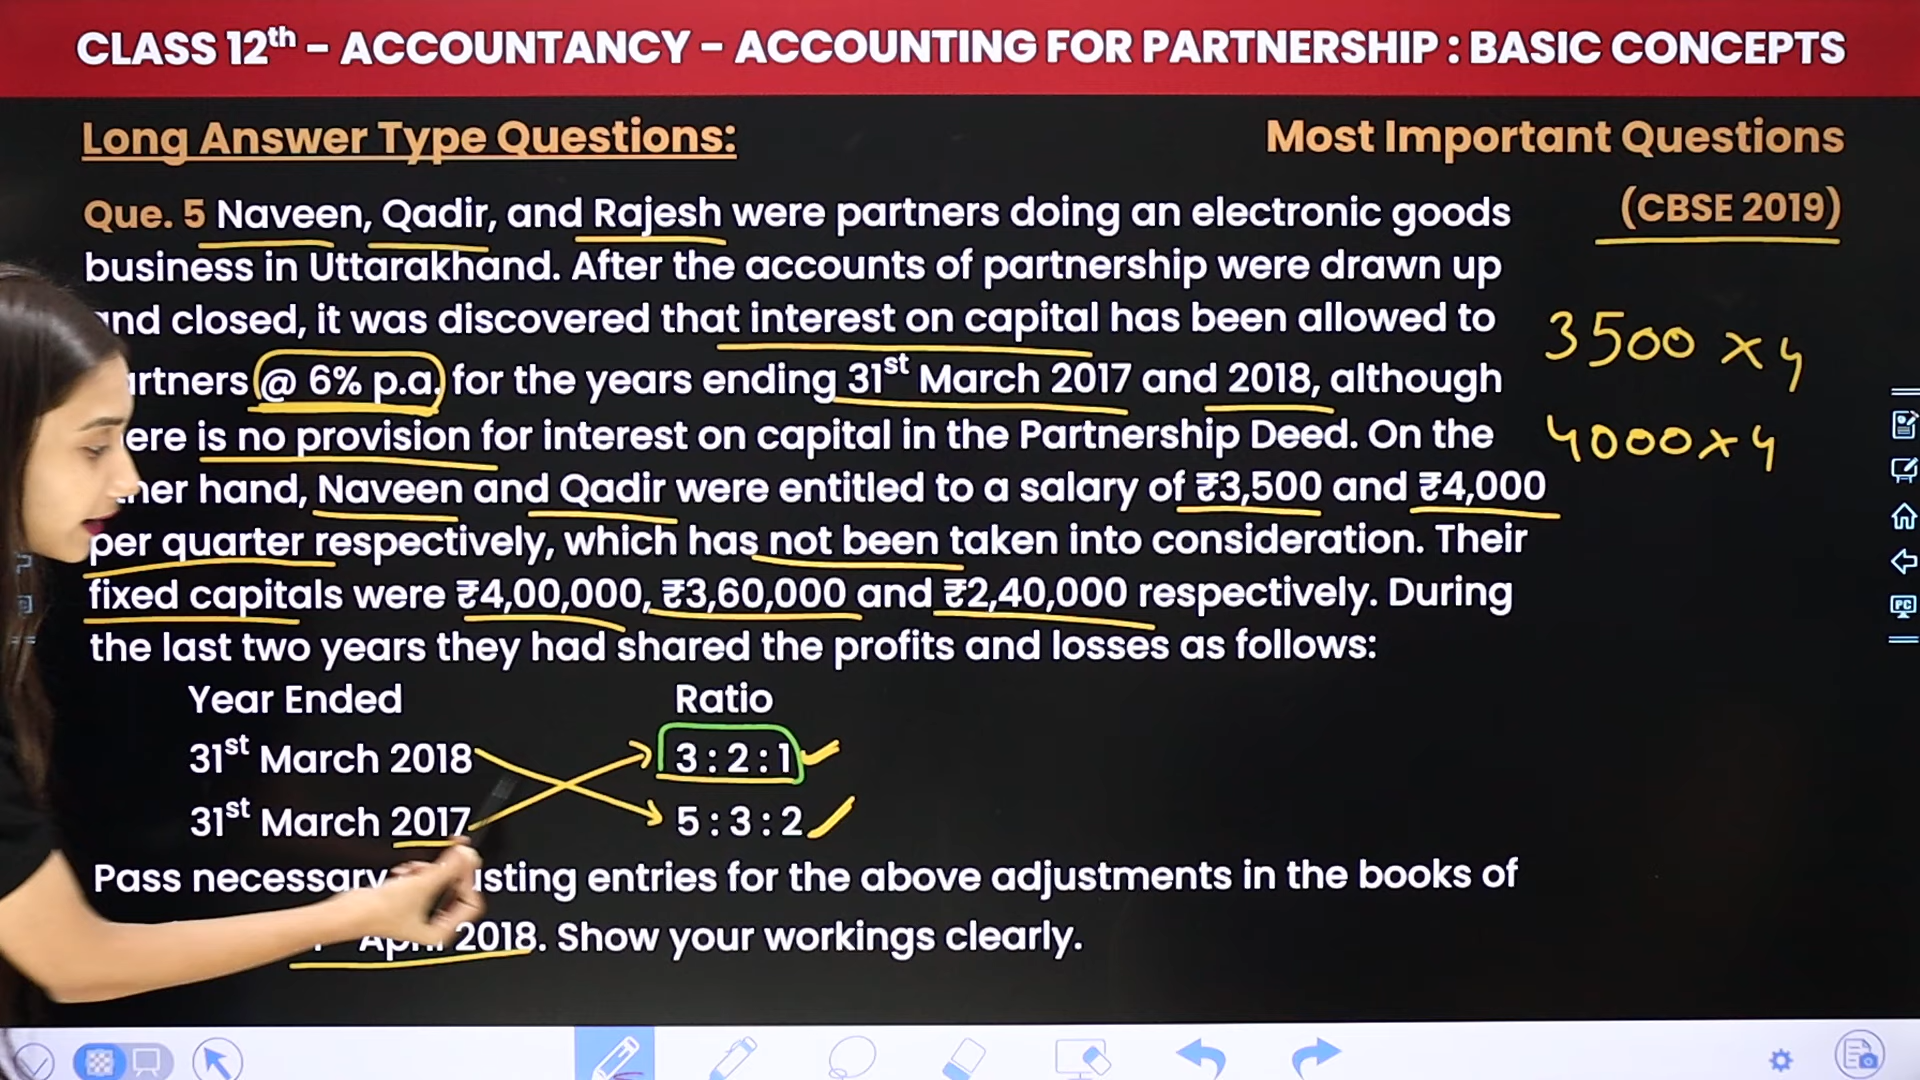 CLASS 12th – ACCOUNTANCY – ACCOUNTING FOR PARTNERSHIP : BASIC CONCEPTS
Long Answer Type Questions:
Most Important Questions
Que. 5 Naveen, Qadir, and Rajesh were partners doing an electronic goods
(CBSE 2019)
business in Uttarakhand. After the accounts of partnership were drawn up
and closed, it was discovered that interest on capital has been allowed to
3500 × 4
@ 6% p.a. for the years ending 31st March 2017 and 2018, although
is no provision for interest on capital in the Partnership Deed. On the
4000 × 4
hand, Naveen and Qadir were entitled to a salary of ₹3,500 and ₹4,000
per quarter respectively, which has not been taken into consideration. Their
fixed capitals were ₹4,00,000, ₹3,60,000 and ₹2,40,000 respectively. During
the last two years they had shared the profits and losses as follows:
Year Ended Ratio
31st March 2018 3 : 2 : 1
31st March 2017 5 : 3 : 2
Pass necessary entries for the above adjustments in the books of
April 2018. Show your workings clearly.
PC